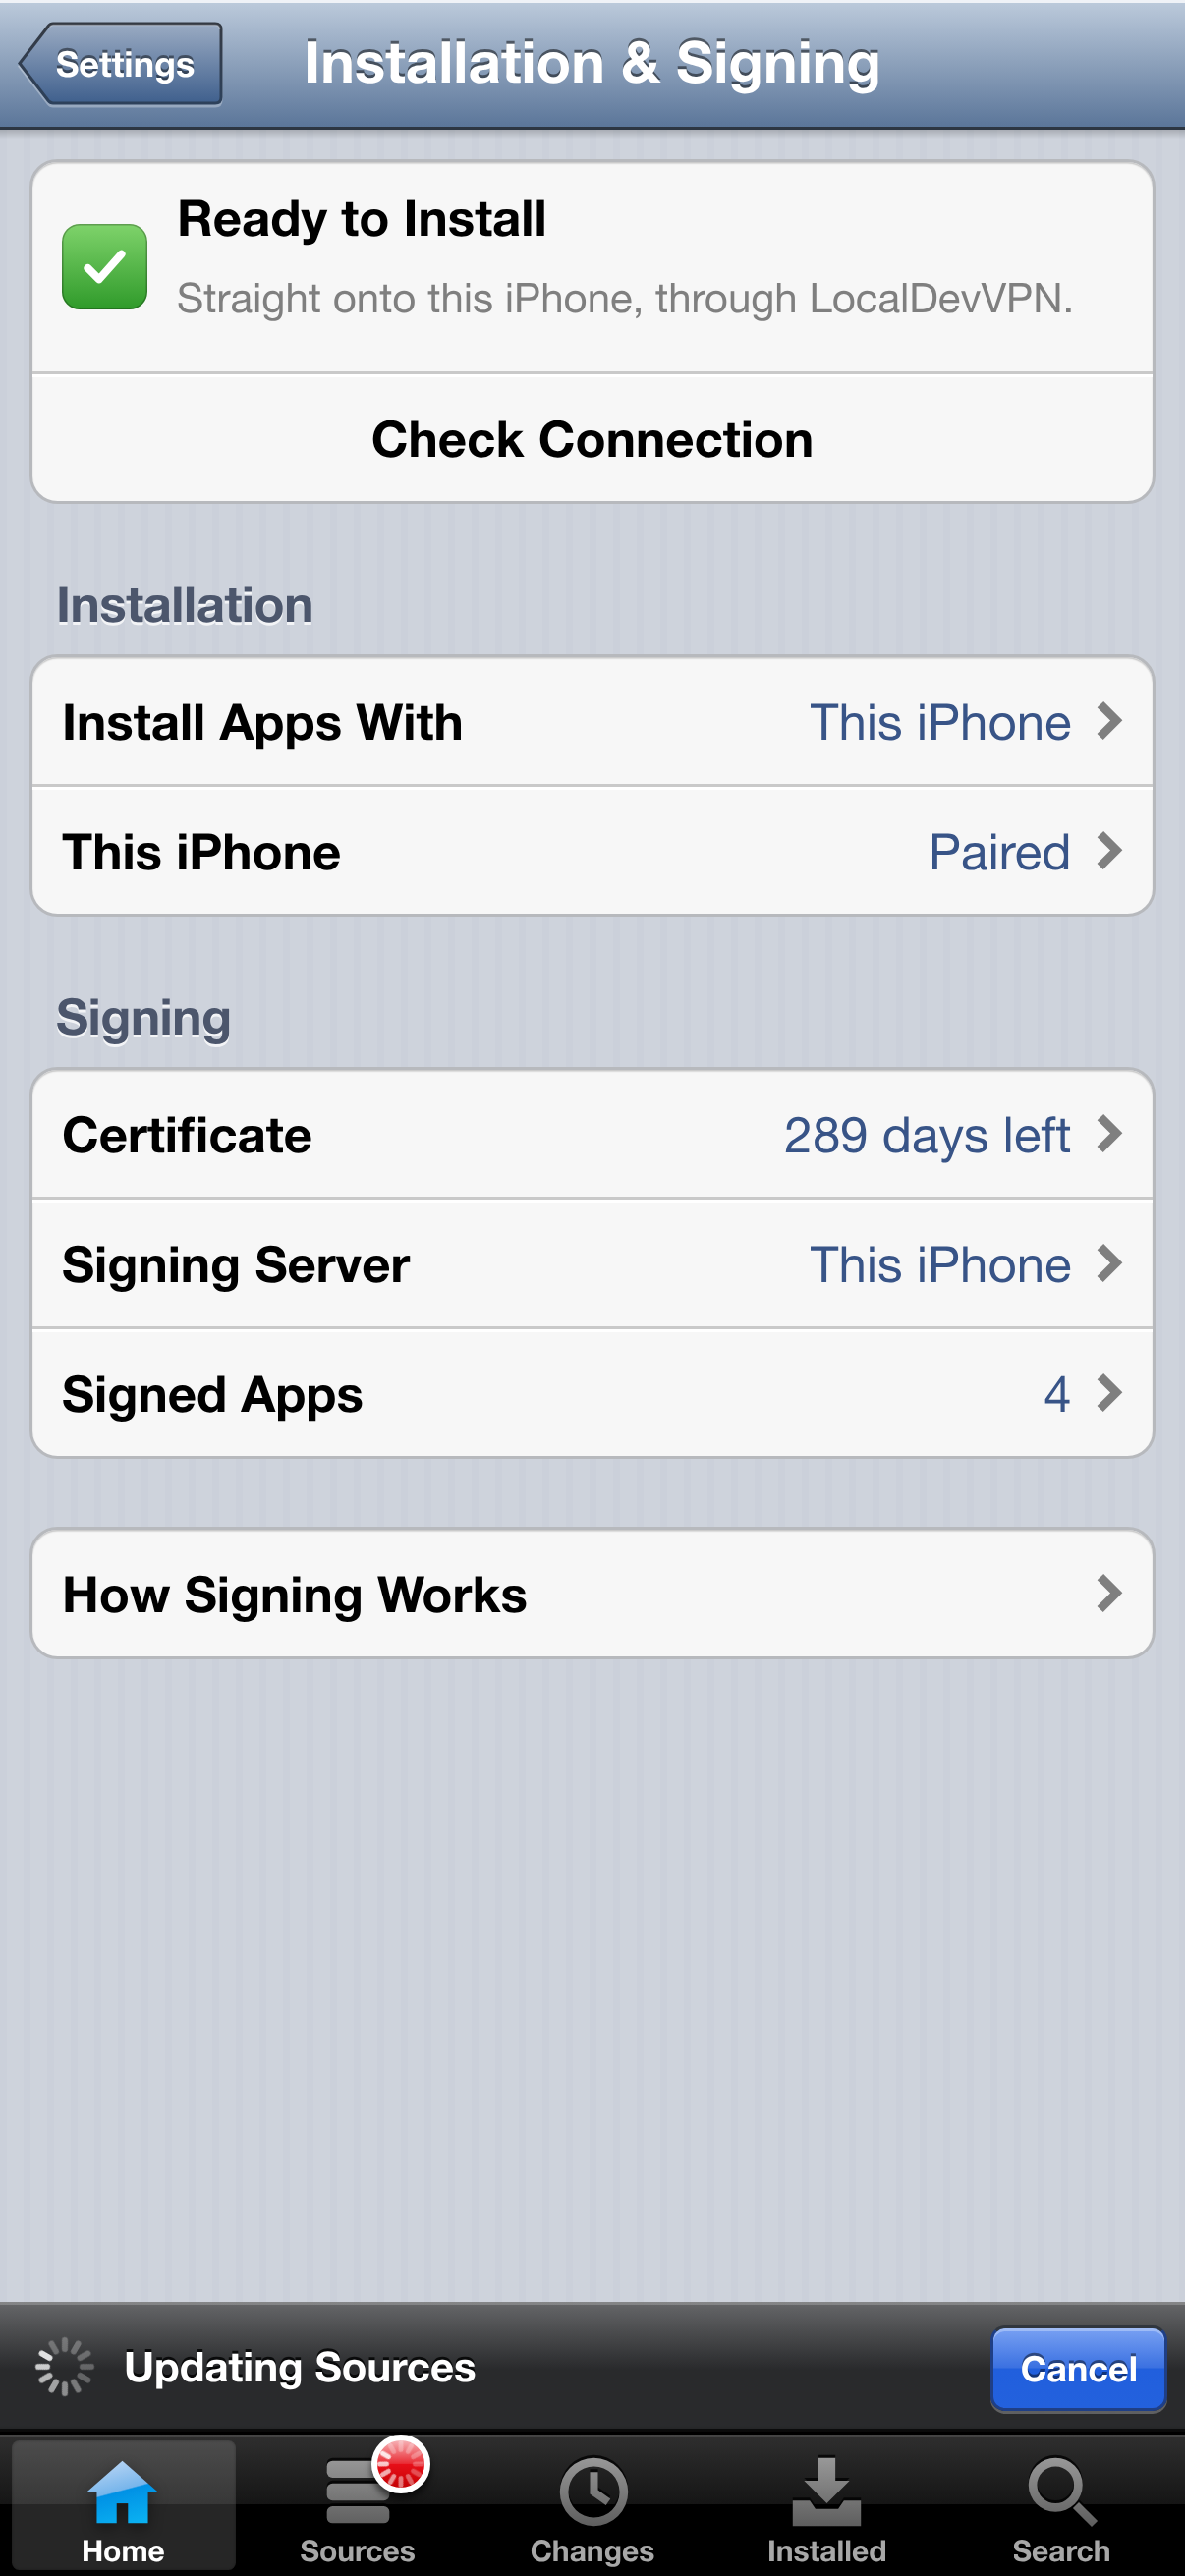 Settings
Installation & Signing
Ready to Install
Straight onto this iPhone, through LocalDevVPN.
Check Connection
Installation
Install Apps With This iPhone
This iPhone Paired
Signing
Certificate 289 days left
Signing Server This iPhone
Signed Apps 4
How Signing Works
Updating Sources Cancel
Home Sources Changes Installed Search